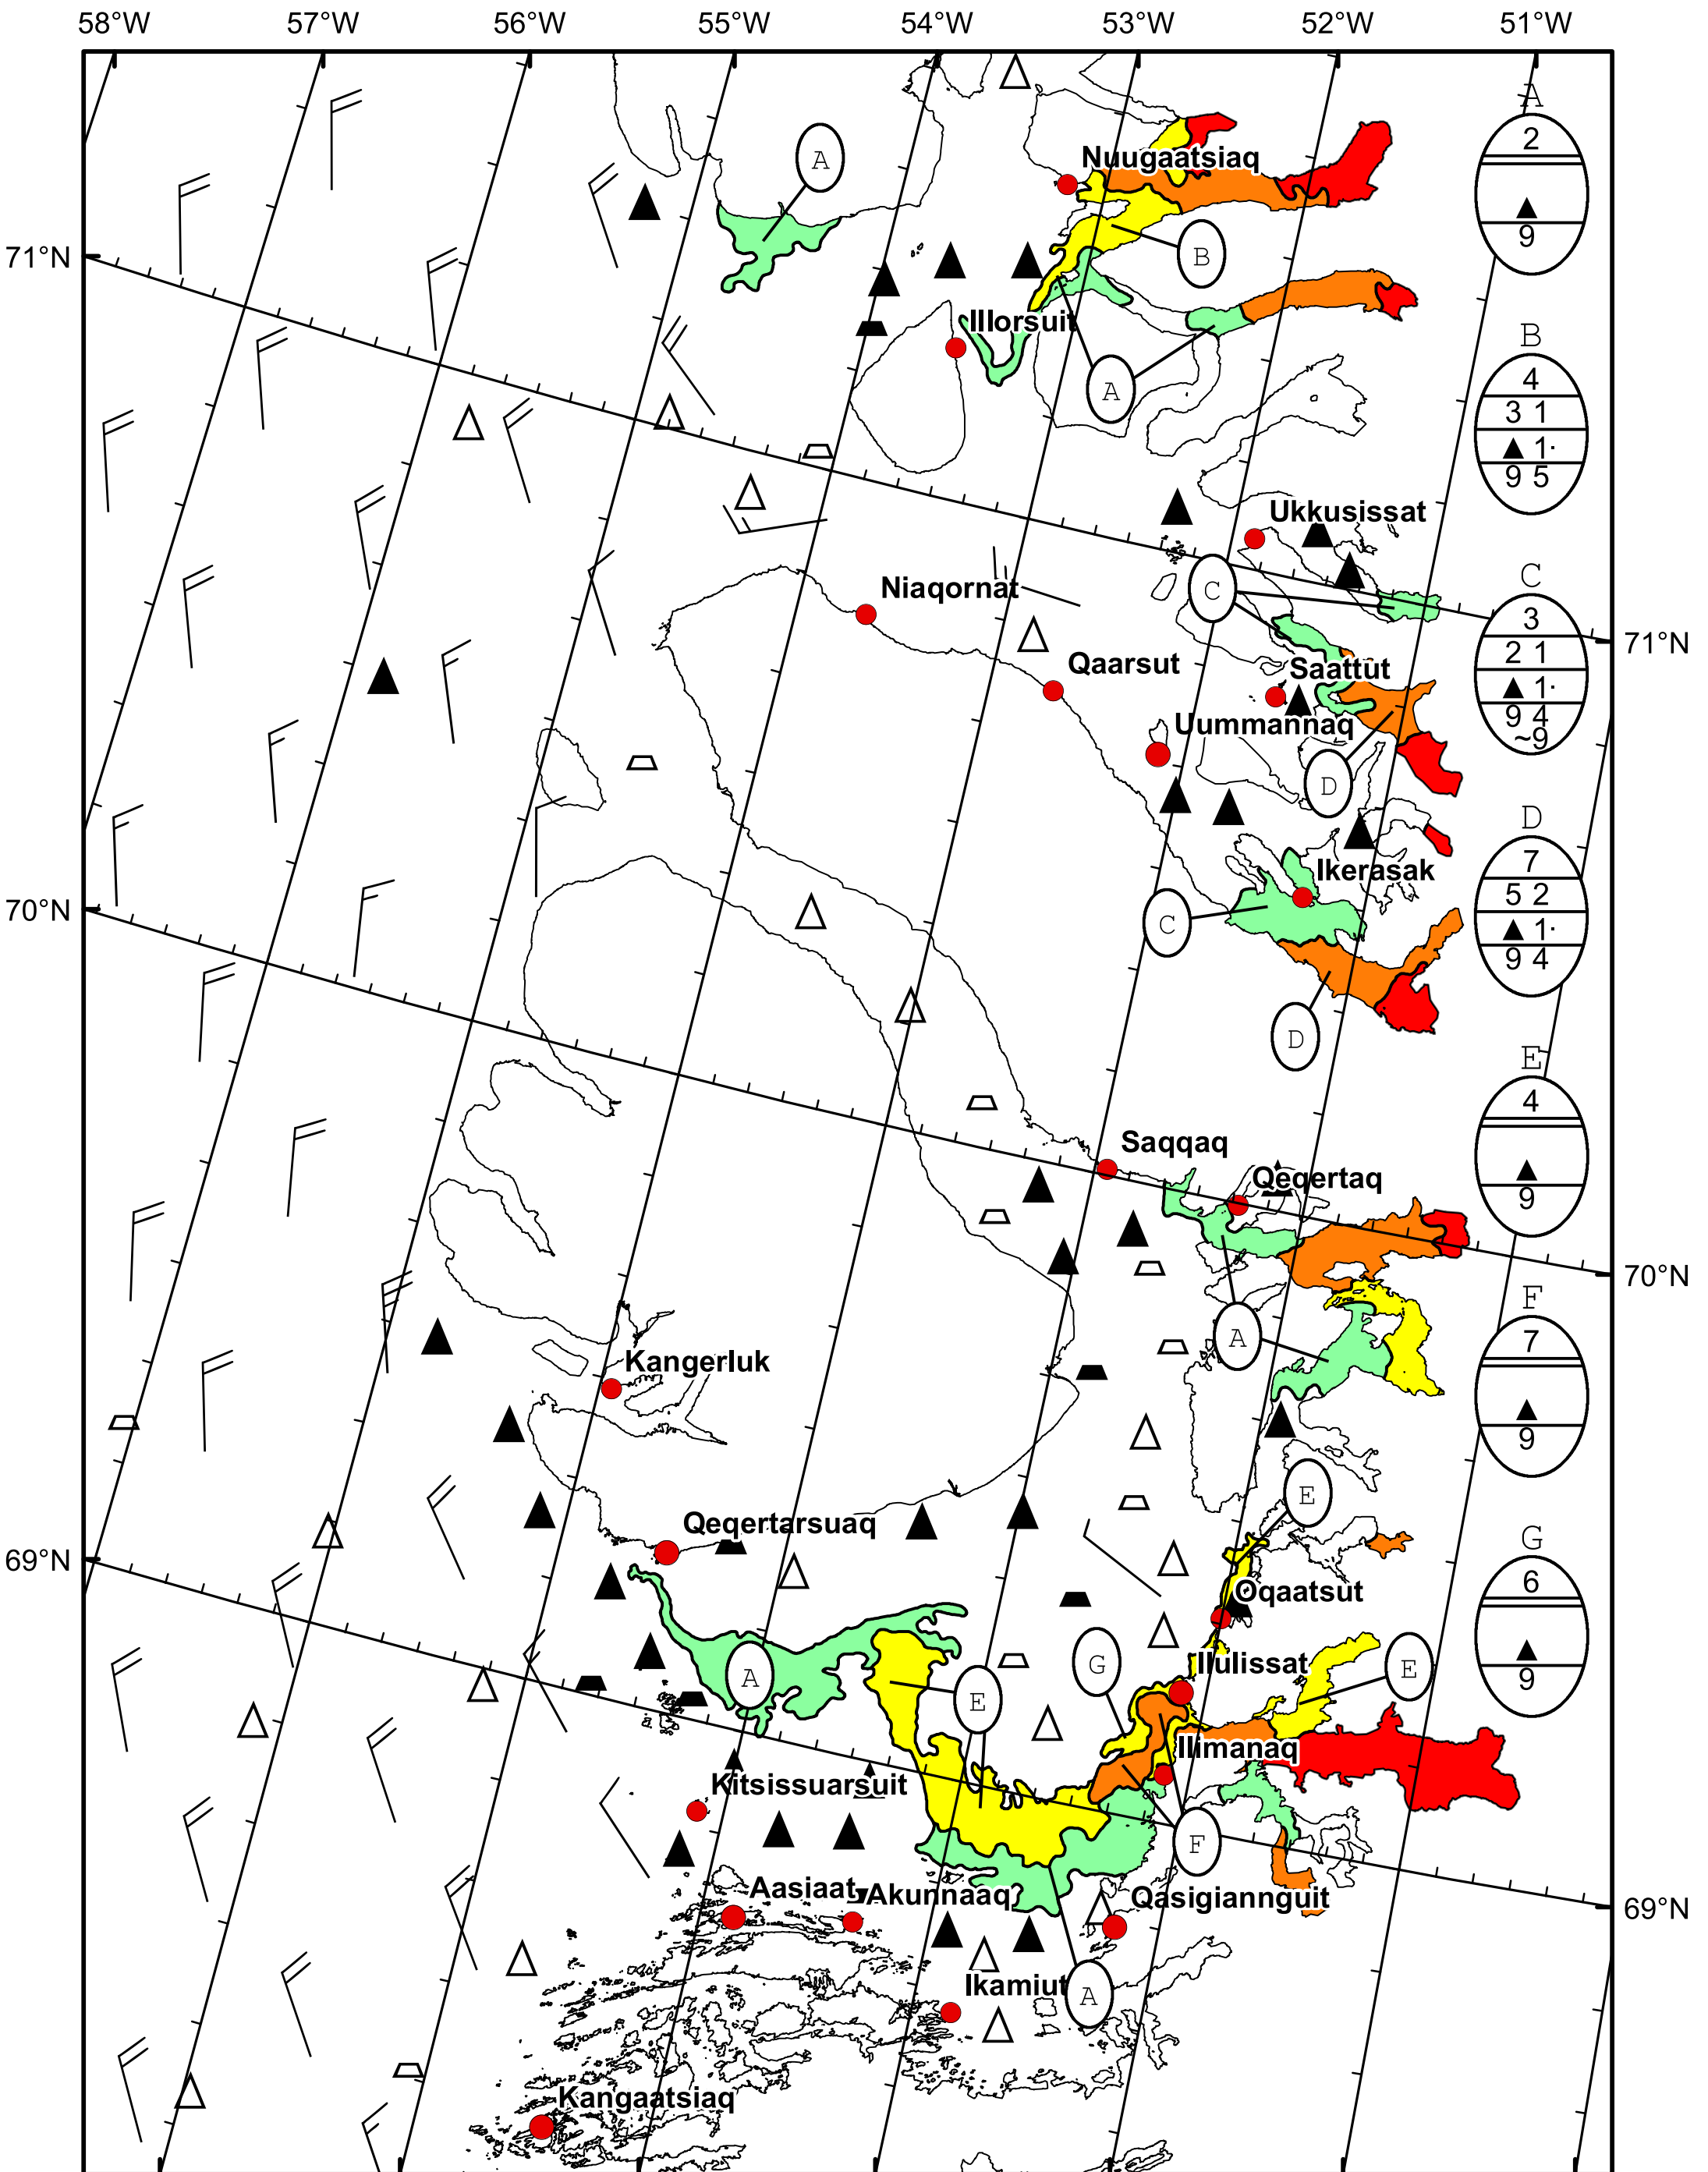 58°W 57°W 56°W 55°W 54°W 53°W 52°W 51°W
A
2
▲
9
A
Nuugaatsiaq
71°N
B
Illorsuit
A
B
4
3 1
▲ 1·
9 5
Ukkusissat
Niaqornat
C
C
3
2 1
▲ 1·
9 4
~9
71°N
Qaarsut
Saattut
Uummannaq
D
D
7
5 2
▲ 1·
9 4
Ikerasak
70°N
C
D
E
4
▲
9
Saqqaq
Qeqertaq
70°N
A
F
7
▲
9
Kangerluk
E
Qeqertarsuaq
69°N
G
6
▲
9
Oqaatsut
A
G
Ilulissat
E
E
Ilimanaq
Kitsissuarsuit
F
Aasiaat
Akunnaaq
Qasigiannguit
69°N
Ikamiut
A
Kangaatsiaq